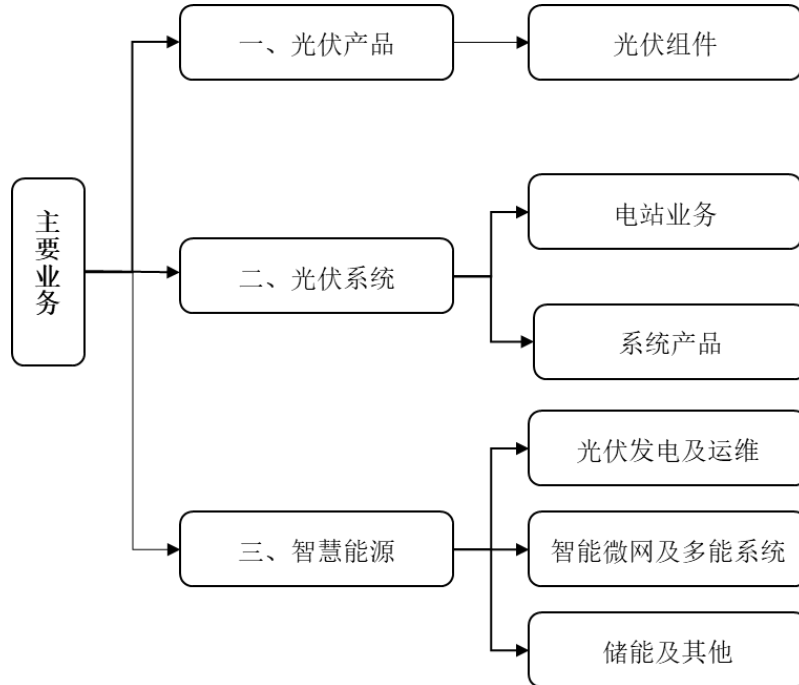 主要业务
一、光伏产品
光伏组件
二、光伏系统
电站业务
系统产品
三、智慧能源
光伏发电及运维
智能微网及多能系统
储能及其他